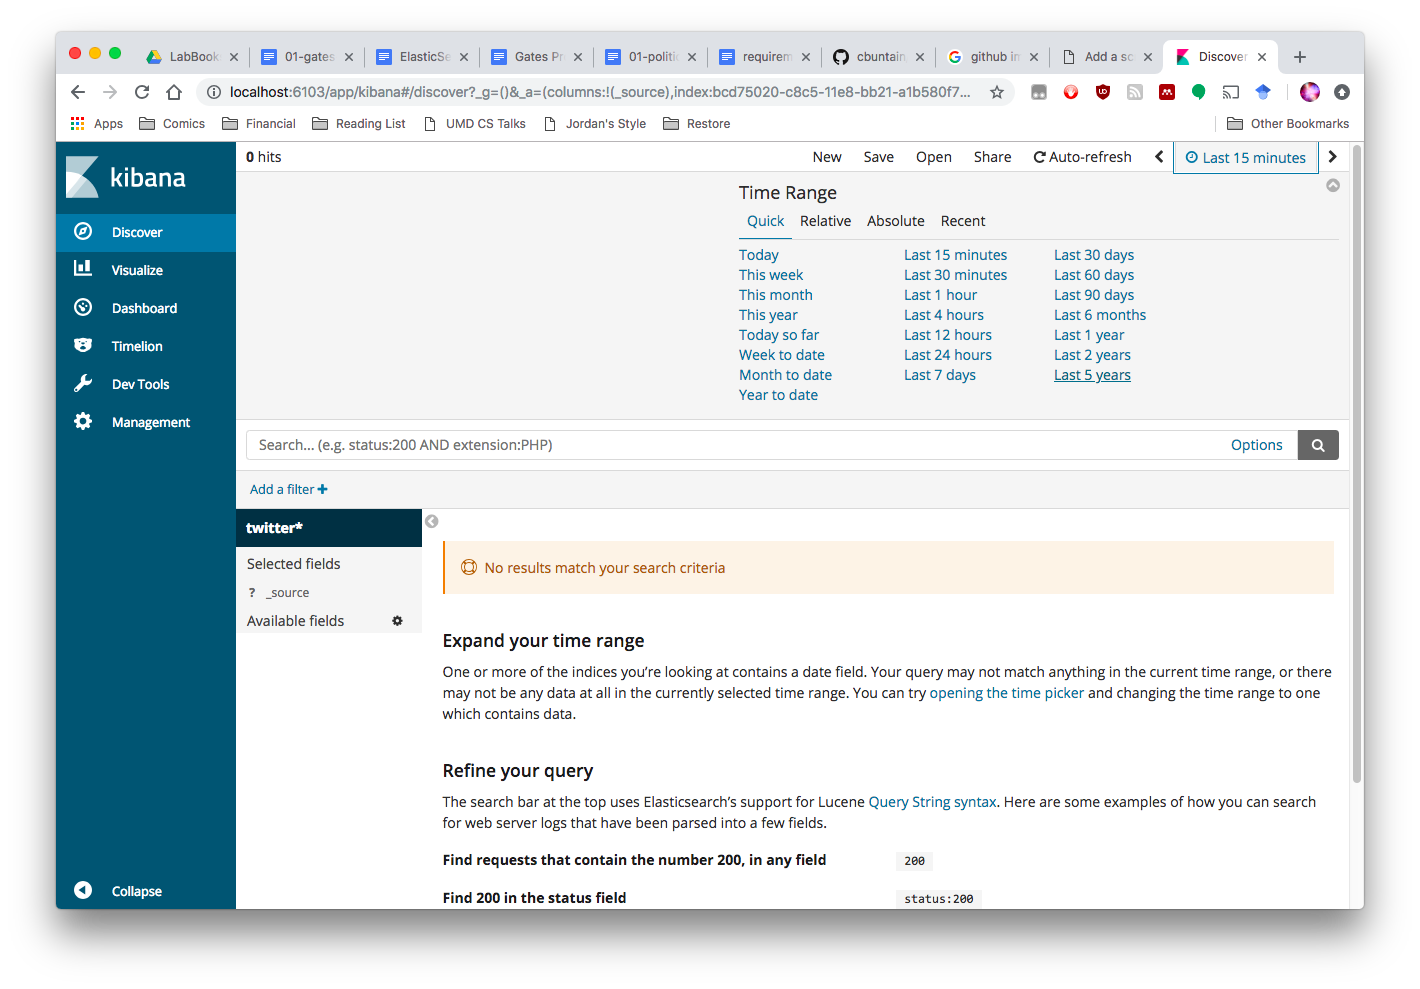 LabBook
01-gates
ElasticSe
Gates Pr
01-politic
requirem
cbuntain
github im
Add a sc
Discover
localhost:6103/app/kibana#/discover?_g=()&_a=(columns:!(_source),index:bcd75020-c8c5-11e8-bb21-a1b580f7...
Apps Comics Financial Reading List UMD CS Talks Jordan's Style Restore Other Bookmarks
kibana
Discover
Visualize
Dashboard
Timelion
Dev Tools
Management
Collapse
0 hits
New Save Open Share Auto-refresh Last 15 minutes
Time Range
Quick Relative Absolute Recent
Today Last 15 minutes Last 30 days
This week Last 30 minutes Last 60 days
This month Last 1 hour Last 90 days
This year Last 4 hours Last 6 months
Today so far Last 12 hours Last 1 year
Week to date Last 24 hours Last 2 years
Month to date Last 7 days Last 5 years
Year to date
Search... (e.g. status:200 AND extension:PHP) Options
Add a filter +
twitter*
Selected fields
? _source
Available fields
No results match your search criteria
Expand your time range
One or more of the indices you're looking at contains a date field. Your query may not match anything in the current time range, or there
may not be any data at all in the currently selected time range. You can try opening the time picker and changing the time range to one
which contains data.
Refine your query
The search bar at the top uses Elasticsearch's support for Lucene Query String syntax. Here are some examples of how you can search
for web server logs that have been parsed into a few fields.
Find requests that contain the number 200, in any field 200
Find 200 in the status field status:200